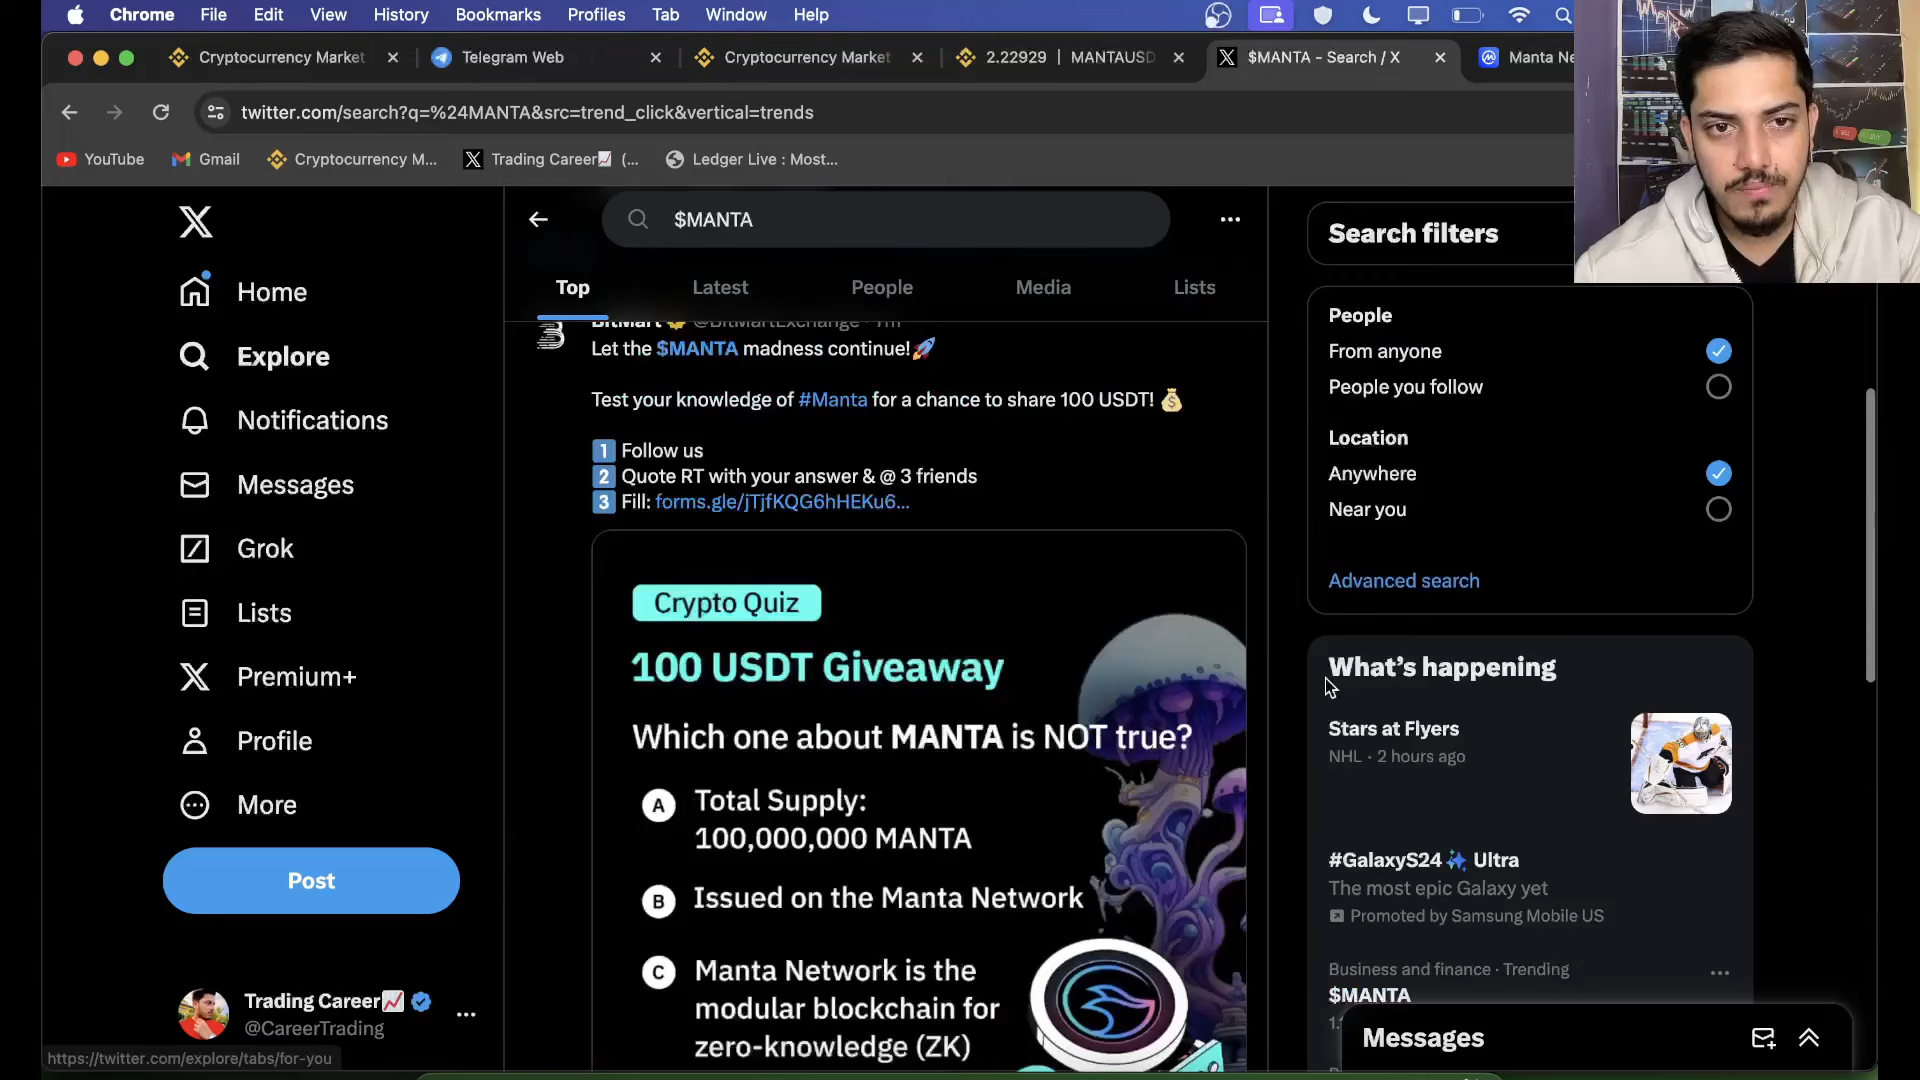 Chrome File Edit View History Bookmarks Profiles Tab Window Help
Cryptocurrency Market
Telegram Web
Cryptocurrency Market
2.22929 | MANTAUSD
$MANTA - Search / X
Manta Ne
twitter.com/search?q=%24MANTA&src=trend_click&vertical=trends
YouTube
Gmail
Cryptocurrency M...
Trading Career📈 (...
Ledger Live : Most...
$MANTA
Top
Latest
People
Media
Lists
Home
Explore
Notifications
Messages
Grok
Lists
Premium+
Profile
More
Post
Trading Career📈
@CareerTrading
https://twitter.com/explore/tabs/for-you
BitMart @BitMartExchange · 7m
Let the $MANTA madness continue!🚀
Test your knowledge of #Manta for a chance to share 100 USDT! 💰
1 Follow us
2 Quote RT with your answer & @ 3 friends
3 Fill: forms.gle/jTjfKQG6hHEKu6...
Crypto Quiz
100 USDT Giveaway
Which one about MANTA is NOT true?
A Total Supply:
100,000,000 MANTA
B Issued on the Manta Network
C Manta Network is the
modular blockchain for
zero-knowledge (ZK)
Search filters
People
From anyone
People you follow
Location
Anywhere
Near you
Advanced search
What's happening
Stars at Flyers
NHL · 2 hours ago
#GalaxyS24✨ Ultra
The most epic Galaxy yet
Promoted by Samsung Mobile US
Business and finance · Trending
$MANTA
Messages
SELL
BUY